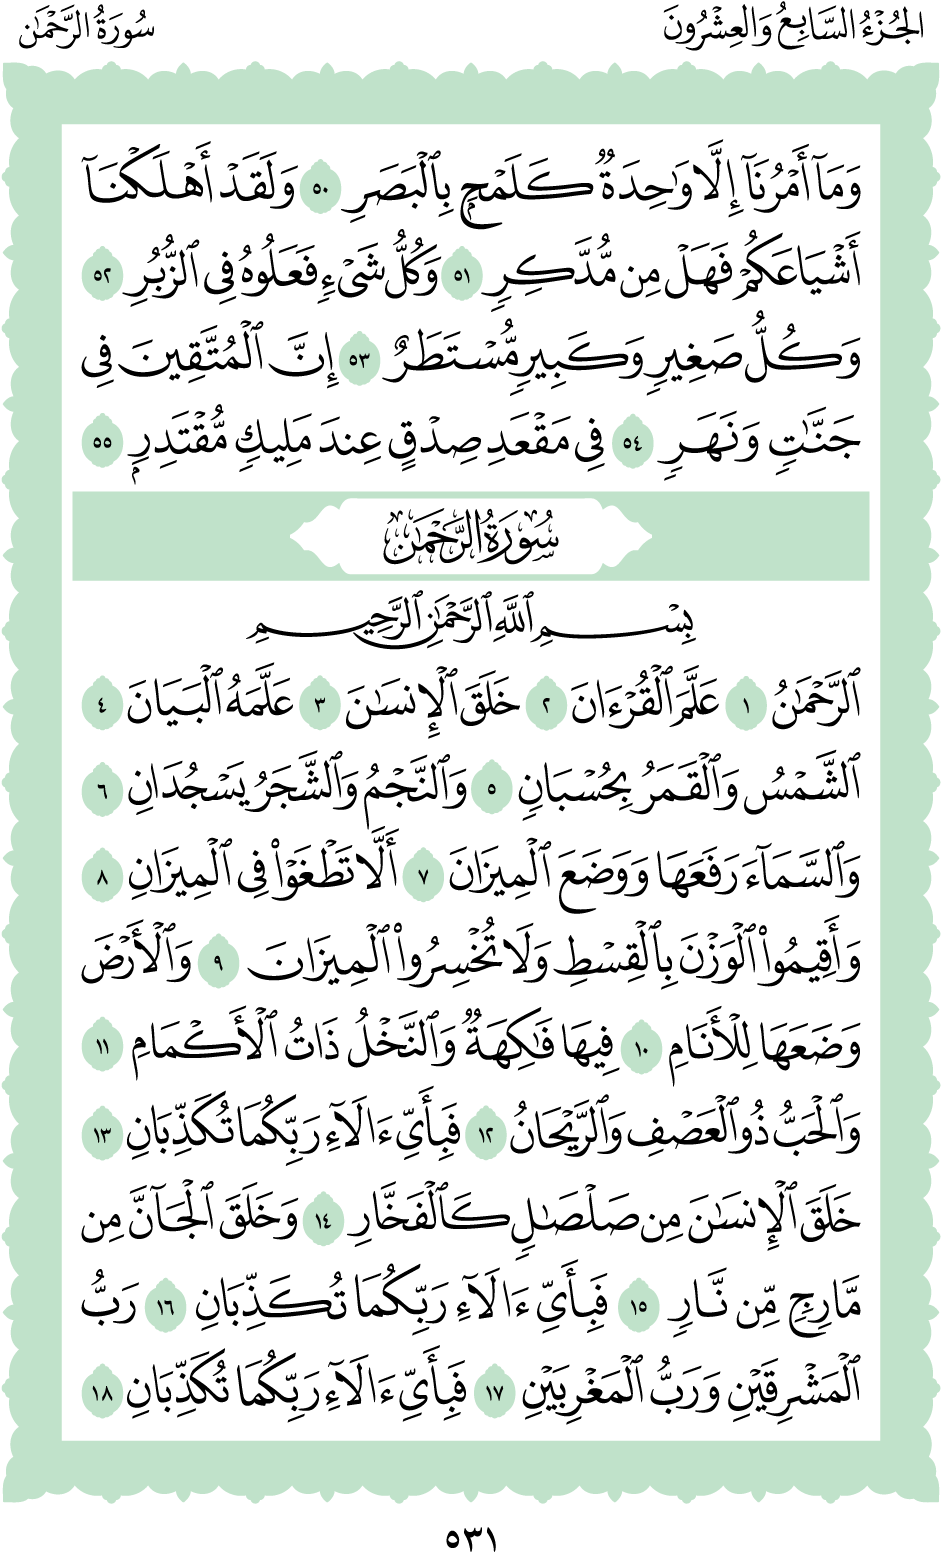 الجُزْءُ السَّابِعُ وَالعِشْرُونَ
سُورَةُ الرَّحْمَٰن
وَمَآ أَمْرُنَآ إِلَّا وَٰحِدَةٌ كَلَمْحٍۭ بِٱلْبَصَرِ ٥٠ وَلَقَدْ أَهْلَكْنَآ
أَشْيَاعَكُمْ فَهَلْ مِن مُّدَّكِرٍ ٥١ وَكُلُّ شَىْءٍ فَعَلُوهُ فِى ٱلزُّبُرِ ٥٢
وَكُلُّ صَغِيرٍ وَكَبِيرٍ مُّسْتَطَرٌ ٥٣ إِنَّ ٱلْمُتَّقِينَ فِى
جَنَّٰتٍ وَنَهَرٍ ٥٤ فِى مَقْعَدِ صِدْقٍ عِندَ مَلِيكٍ مُّقْتَدِرٍۭ ٥٥
سُورَةُ الرَّحْمَٰن
بِسْمِ ٱللَّهِ ٱلرَّحْمَٰنِ ٱلرَّحِيمِ
ٱلرَّحْمَٰنُ ١ عَلَّمَ ٱلْقُرْءَانَ ٢ خَلَقَ ٱلْإِنسَٰنَ ٣ عَلَّمَهُ ٱلْبَيَانَ ٤
ٱلشَّمْسُ وَٱلْقَمَرُ بِحُسْبَانٍ ٥ وَٱلنَّجْمُ وَٱلشَّجَرُ يَسْجُدَانِ ٦
وَٱلسَّمَآءَ رَفَعَهَا وَوَضَعَ ٱلْمِيزَانَ ٧ أَلَّا تَطْغَوْا۟ فِى ٱلْمِيزَانِ ٨
وَأَقِيمُوا۟ ٱلْوَزْنَ بِٱلْقِسْطِ وَلَا تُخْسِرُوا۟ ٱلْمِيزَانَ ٩ وَٱلْأَرْضَ
وَضَعَهَا لِلْأَنَامِ ١٠ فِيهَا فَٰكِهَةٌ وَٱلنَّخْلُ ذَاتُ ٱلْأَكْمَامِ ١١
وَٱلْحَبُّ ذُو ٱلْعَصْفِ وَٱلرَّيْحَانُ ١٢ فَبِأَىِّ ءَالَآءِ رَبِّكُمَا تُكَذِّبَانِ ١٣
خَلَقَ ٱلْإِنسَٰنَ مِن صَلْصَٰلٍ كَٱلْفَخَّارِ ١٤ وَخَلَقَ ٱلْجَآنَّ مِن
مَّارِجٍ مِّن نَّارٍ ١٥ فَبِأَىِّ ءَالَآءِ رَبِّكُمَا تُكَذِّبَانِ ١٦ رَبُّ
ٱلْمَشْرِقَيْنِ وَرَبُّ ٱلْمَغْرِبَيْنِ ١٧ فَبِأَىِّ ءَالَآءِ رَبِّكُمَا تُكَذِّبَانِ ١٨
٥٣١